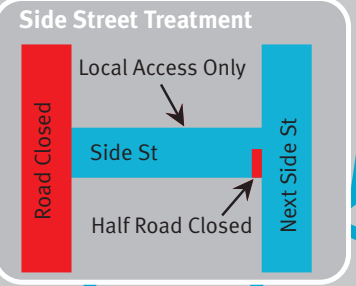 Side Street Treatment
Local Access Only
Road Closed
Side St
Next Side St
Half Road Closed